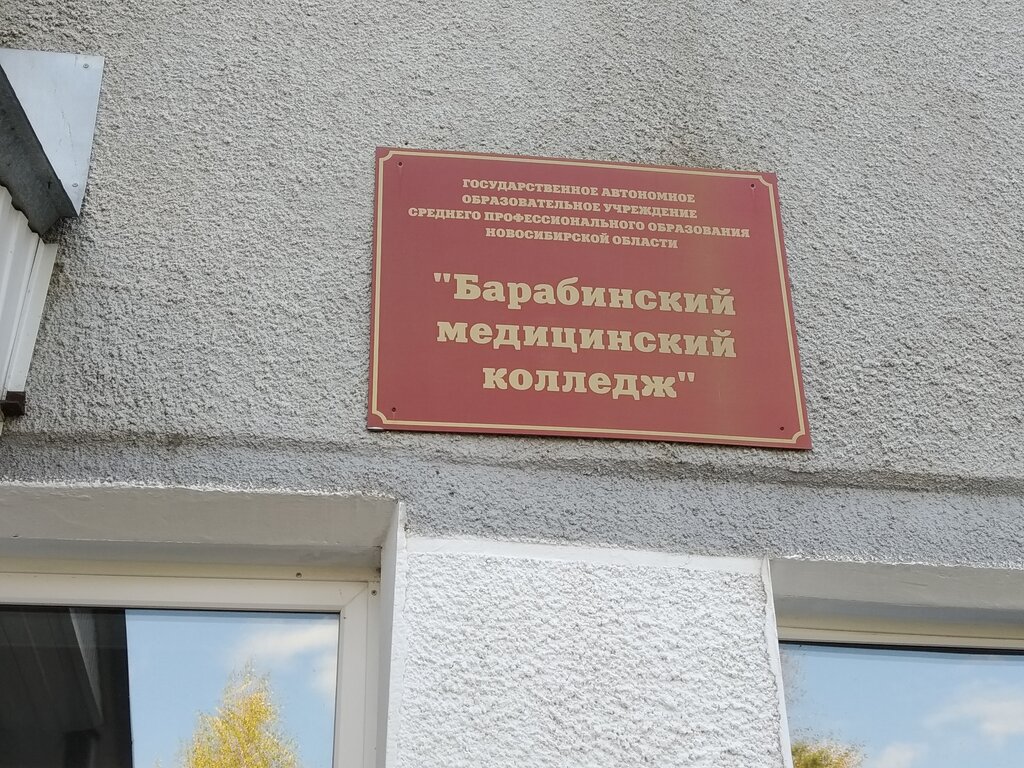 ГОСУДАРСТВЕННОЕ АВТОНОМНОЕ
ОБРАЗОВАТЕЛЬНОЕ УЧРЕЖДЕНИЕ
СРЕДНЕГО ПРОФЕССИОНАЛЬНОГО ОБРАЗОВАНИЯ
НОВОСИБИРСКОЙ ОБЛАСТИ
"Барабинский
медицинский
колледж"